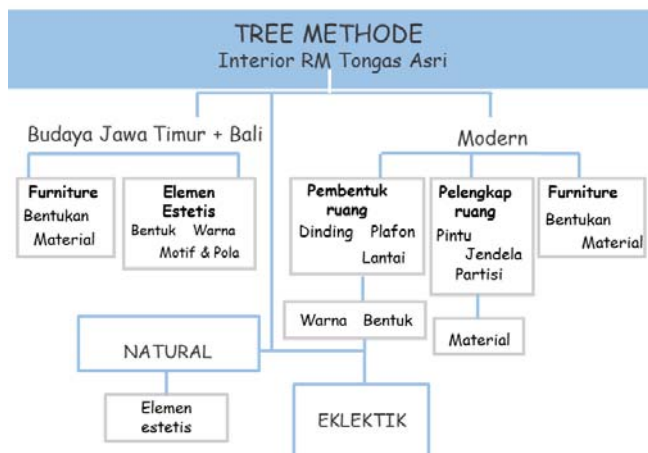 TREE METHODE
Interior RM Tongas Asri
Budaya Jawa Timur + Bali
Modern
Furniture
Bentukan
Material
Elemen
Estetis
Bentuk Warna
Motif & Pola
Pembentuk
ruang
Dinding Plafon
Lantai
Pelengkap
ruang
Pintu
Jendela
Partisi
Furniture
Bentukan
Material
Warna Bentuk
Material
NATURAL
Elemen
estetis
EKLEKTIK